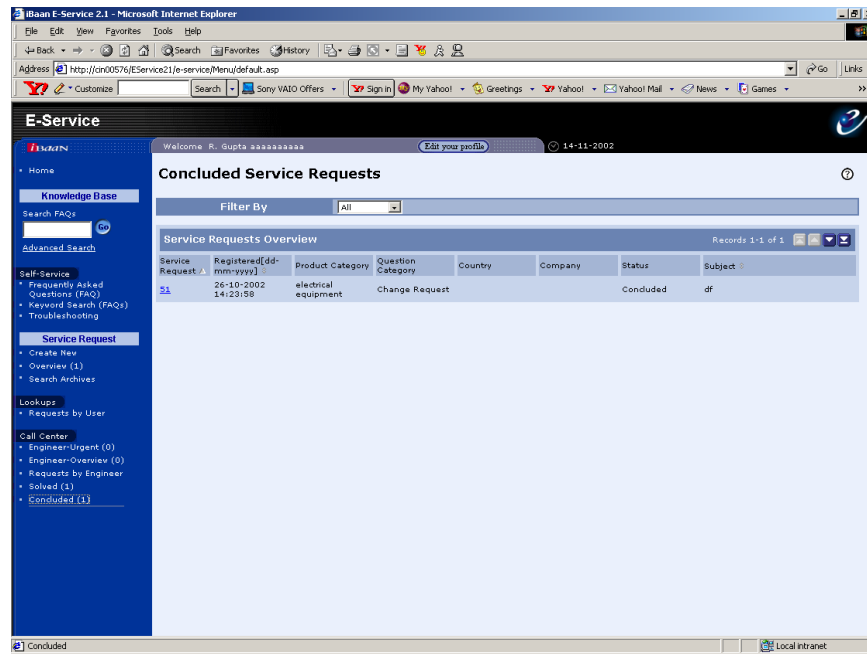 iBaan E-Service 2.1 - Microsoft Internet Explorer
File Edit View Favorites Tools Help
Back Search Favorites History
Address http://cin00576/EService21/e-service/Menu/default.asp Go Links
Y! Customize Search Sony VAIO Offers Y! Sign in My Yahoo! Greetings Yahoo! Yahoo! Mail News Games »
E-Service
iBaan Welcome R. Gupta aaaaaaaaa Edit your profile 14-11-2002
Home
Knowledge Base
Search FAQs
Go
Advanced Search
Self-Service
Frequently Asked
Questions (FAQ)
Keyword Search (FAQs)
Troubleshooting
Service Request
Create New
Overview (1)
Search Archives
Lookups
Requests by User
Call Center
Engineer-Urgent (0)
Engineer-Overview (0)
Requests by Engineer
Solved (1)
Concluded (1)
Concluded Service Requests ?
Filter By All
Service Requests Overview Records 1-1 of 1
Service Request Registered[dd-mm-yyyy] Product Category Question Category Country Company Status Subject
51 26-10-2002 14:23:58 electrical equipment Change Request Concluded df
Concluded Local intranet